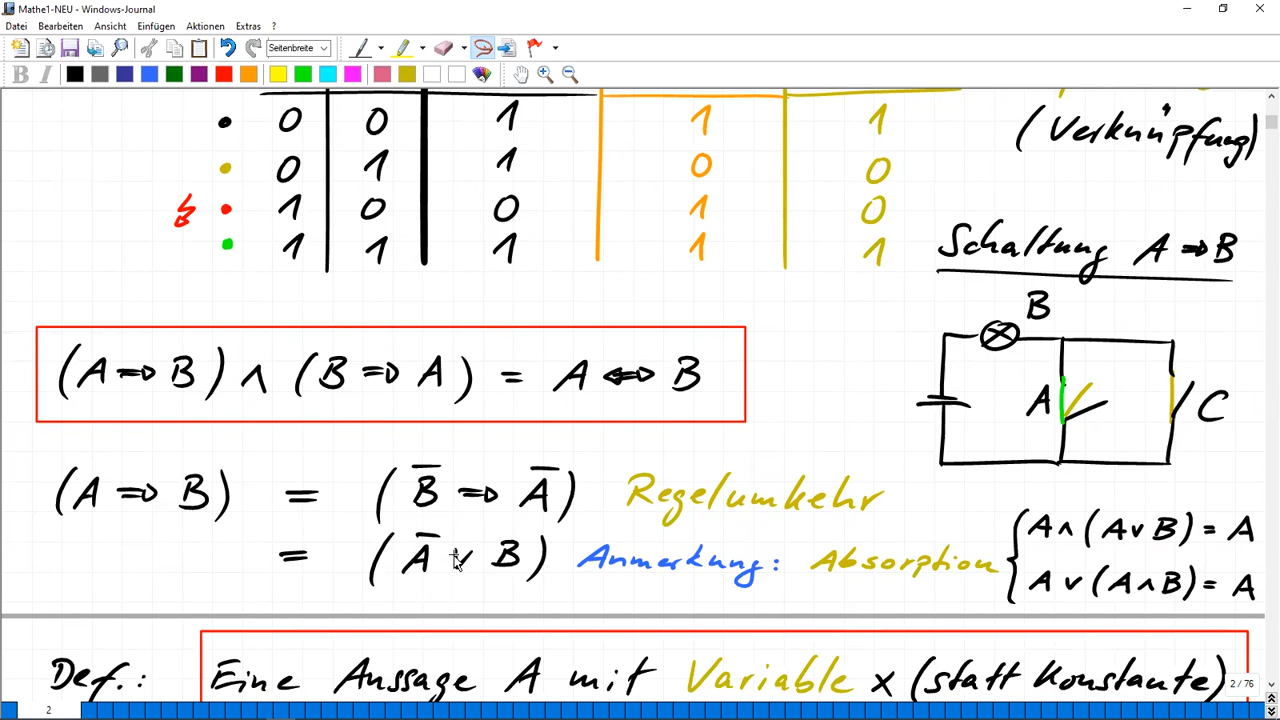 Mathe1-NEU - Windows-Journal
Datei Bearbeiten Ansicht Einfügen Aktionen Extras ?
Seitenbreite
B I
0 0 1 1 1
0 1 1 0 0
1 0 0 1 0
1 1 1 1 1
(Verknüpfung)
Schaltung A ⇒ B
B
A
C
(A ⇒ B) ∧ (B ⇒ A) = A ⇔ B
(A ⇒ B) = (B̅ ⇒ A̅) Regelumkehr
= (A̅ ∨ B) Anmerkung: Absorption
A ∧ (A ∨ B) = A
A ∨ (A ∧ B) = A
Def.: Eine Aussage A mit Variable x (statt Konstante)
2 / 76
2